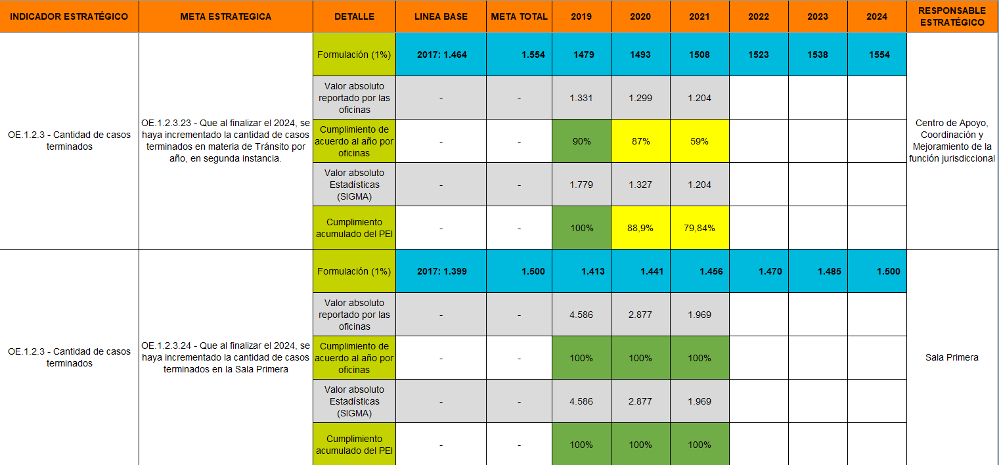 INDICADOR ESTRATÉGICO META ESTRATEGICA DETALLE LINEA BASE META TOTAL 2019 2020 2021 2022 2023 2024 RESPONSABLE ESTRATÉGICO
OE.1.2.3 - Cantidad de casos
terminados
OE.1.2.3.23 - Que al finalizar el 2024, se
haya incrementado la cantidad de casos
terminados en materia de Tránsito por
año, en segunda instancia.
Formulación (1%) 2017: 1.464 1.554 1479 1493 1508 1523 1538 1554
Valor absoluto
reportado por las
oficinas
- - 1.331 1.299 1.204
Cumplimiento de
acuerdo al año por
oficinas
- - 90% 87% 59%
Valor absoluto
Estadísticas
(SIGMA)
- - 1.779 1.327 1.204
Cumplimiento
acumulado del PEI
- - 100% 88,9% 79,84%
Centro de Apoyo,
Coordinación y
Mejoramiento de la
función jurisdiccional
OE.1.2.3 - Cantidad de casos
terminados
OE.1.2.3.24 - Que al finalizar el 2024, se
haya incrementado la cantidad de casos
terminados en la Sala Primera
Formulación (1%) 2017: 1.399 1.500 1.413 1.441 1.456 1.470 1.485 1.500
Valor absoluto
reportado por las
oficinas
- - 4.586 2.877 1.969
Cumplimiento de
acuerdo al año por
oficinas
- - 100% 100% 100%
Valor absoluto
Estadísticas
(SIGMA)
- - 4.586 2.877 1.969
Cumplimiento
acumulado del PEI
- - 100% 100% 100%
Sala Primera